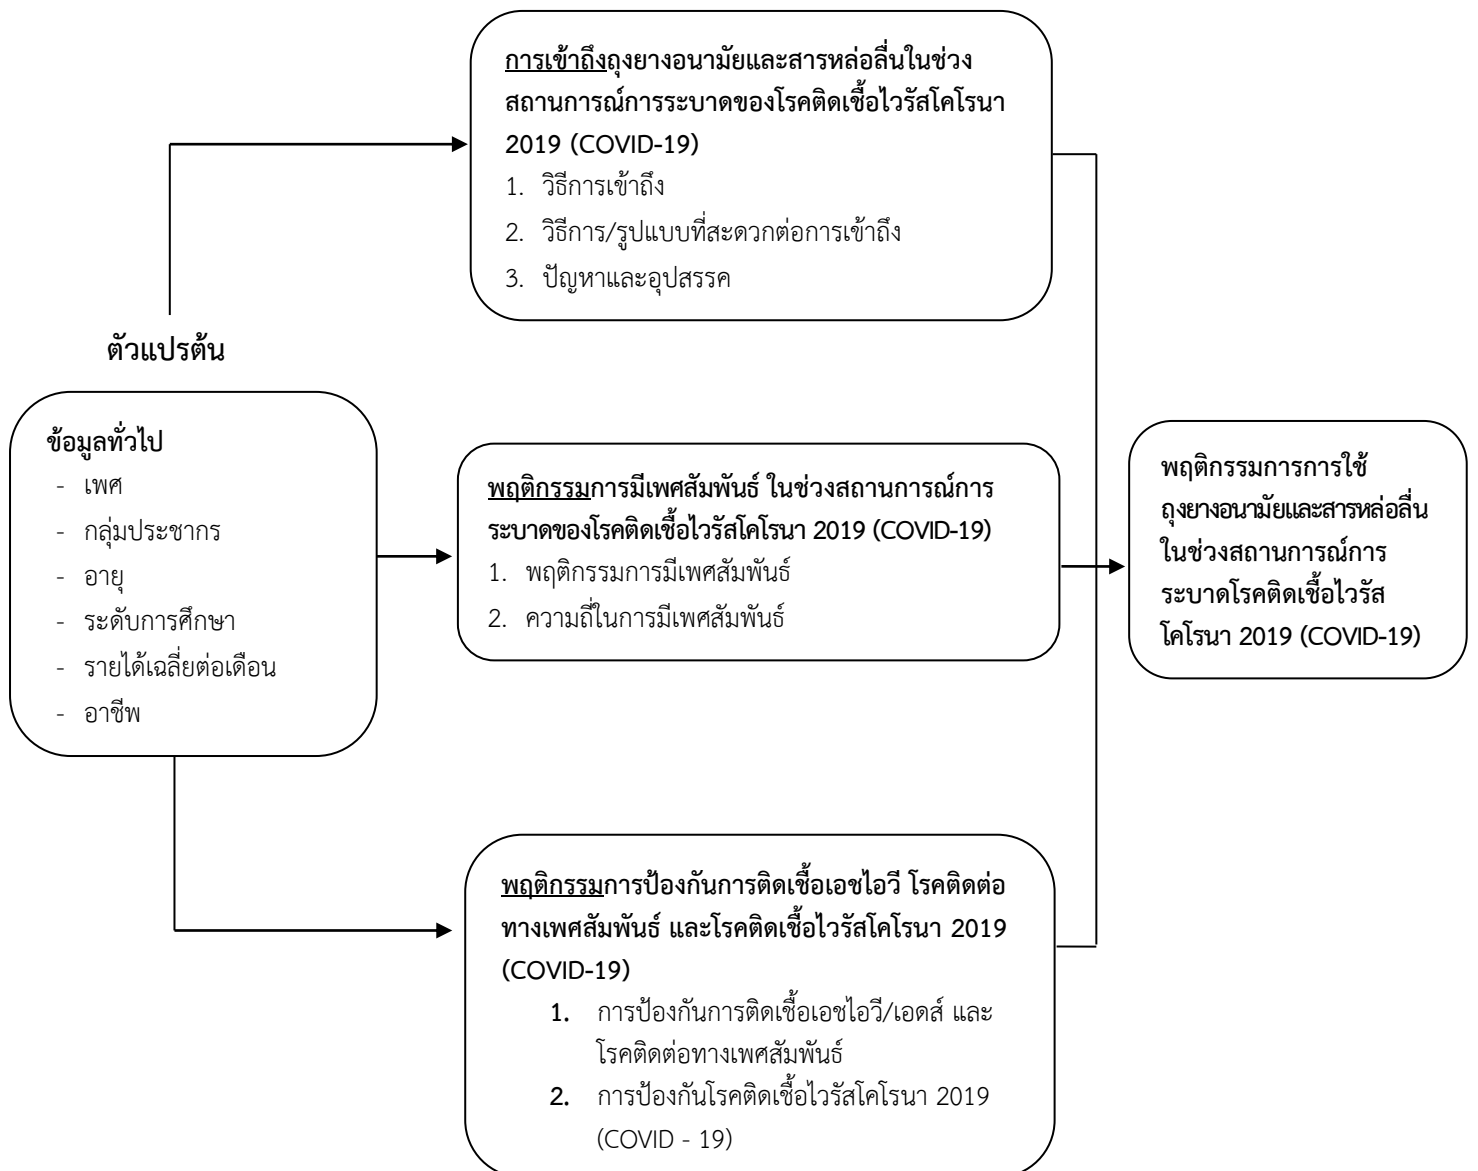 การเข้าถึงถุงยางอนามัยและสารหล่อลื่นในช่วง
สถานการณ์การระบาดของโรคติดเชื้อไวรัสโคโรนา
2019 (COVID-19)
1. วิธีการเข้าถึง
2. วิธีการ/รูปแบบที่สะดวกต่อการเข้าถึง
3. ปัญหาและอุปสรรค
ตัวแปรต้น
ข้อมูลทั่วไป
- เพศ
- กลุ่มประชากร
- อายุ
- ระดับการศึกษา
- รายได้เฉลี่ยต่อเดือน
- อาชีพ
พฤติกรรมการมีเพศสัมพันธ์ ในช่วงสถานการณ์การ
ระบาดของโรคติดเชื้อไวรัสโคโรนา 2019 (COVID-19)
1. พฤติกรรมการมีเพศสัมพันธ์
2. ความถี่ในการมีเพศสัมพันธ์
พฤติกรรมการการใช้
ถุงยางอนามัยและสารหล่อลื่น
ในช่วงสถานการณ์การ
ระบาดโรคติดเชื้อไวรัส
โคโรนา 2019 (COVID-19)
พฤติกรรมการป้องกันการติดเชื้อเอชไอวี โรคติดต่อ
ทางเพศสัมพันธ์ และโรคติดเชื้อไวรัสโคโรนา 2019
(COVID-19)
1. การป้องกันการติดเชื้อเอชไอวี/เอดส์ และ
โรคติดต่อทางเพศสัมพันธ์
2. การป้องกันโรคติดเชื้อไวรัสโคโรนา 2019
(COVID - 19)